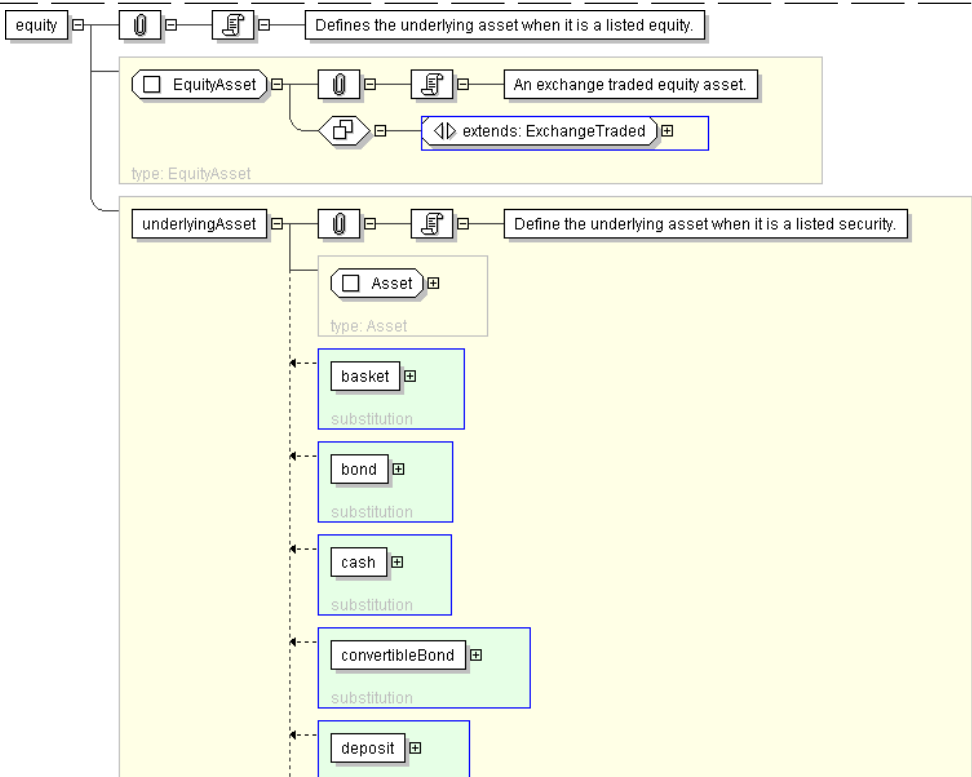 equity Defines the underlying asset when it is a listed equity.
EquityAsset An exchange traded equity asset.
extends: ExchangeTraded
type: EquityAsset
underlyingAsset Define the underlying asset when it is a listed security.
Asset
type: Asset
basket
substitution
bond
substitution
cash
substitution
convertibleBond
substitution
deposit